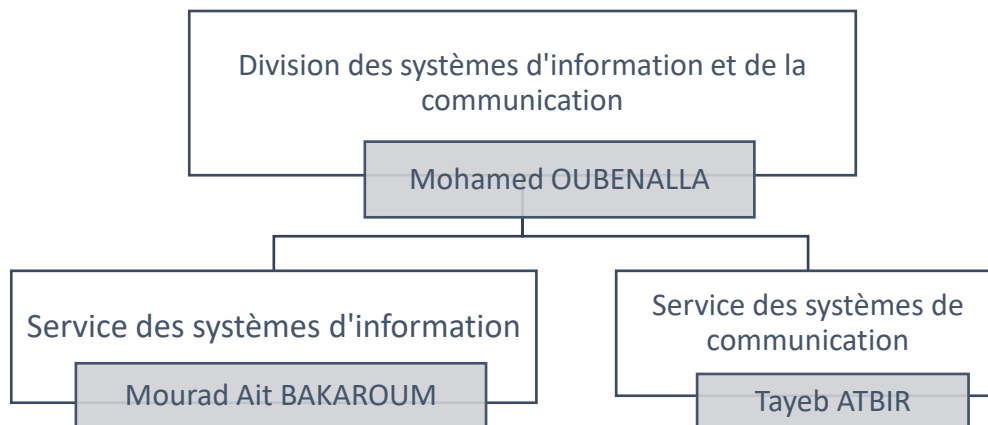 Division des systèmes d'information et de la
communication
Mohamed OUBENALLA
Service des systèmes d'information
Mourad Ait BAKAROUM
Service des systèmes de
communication
Tayeb ATBIR